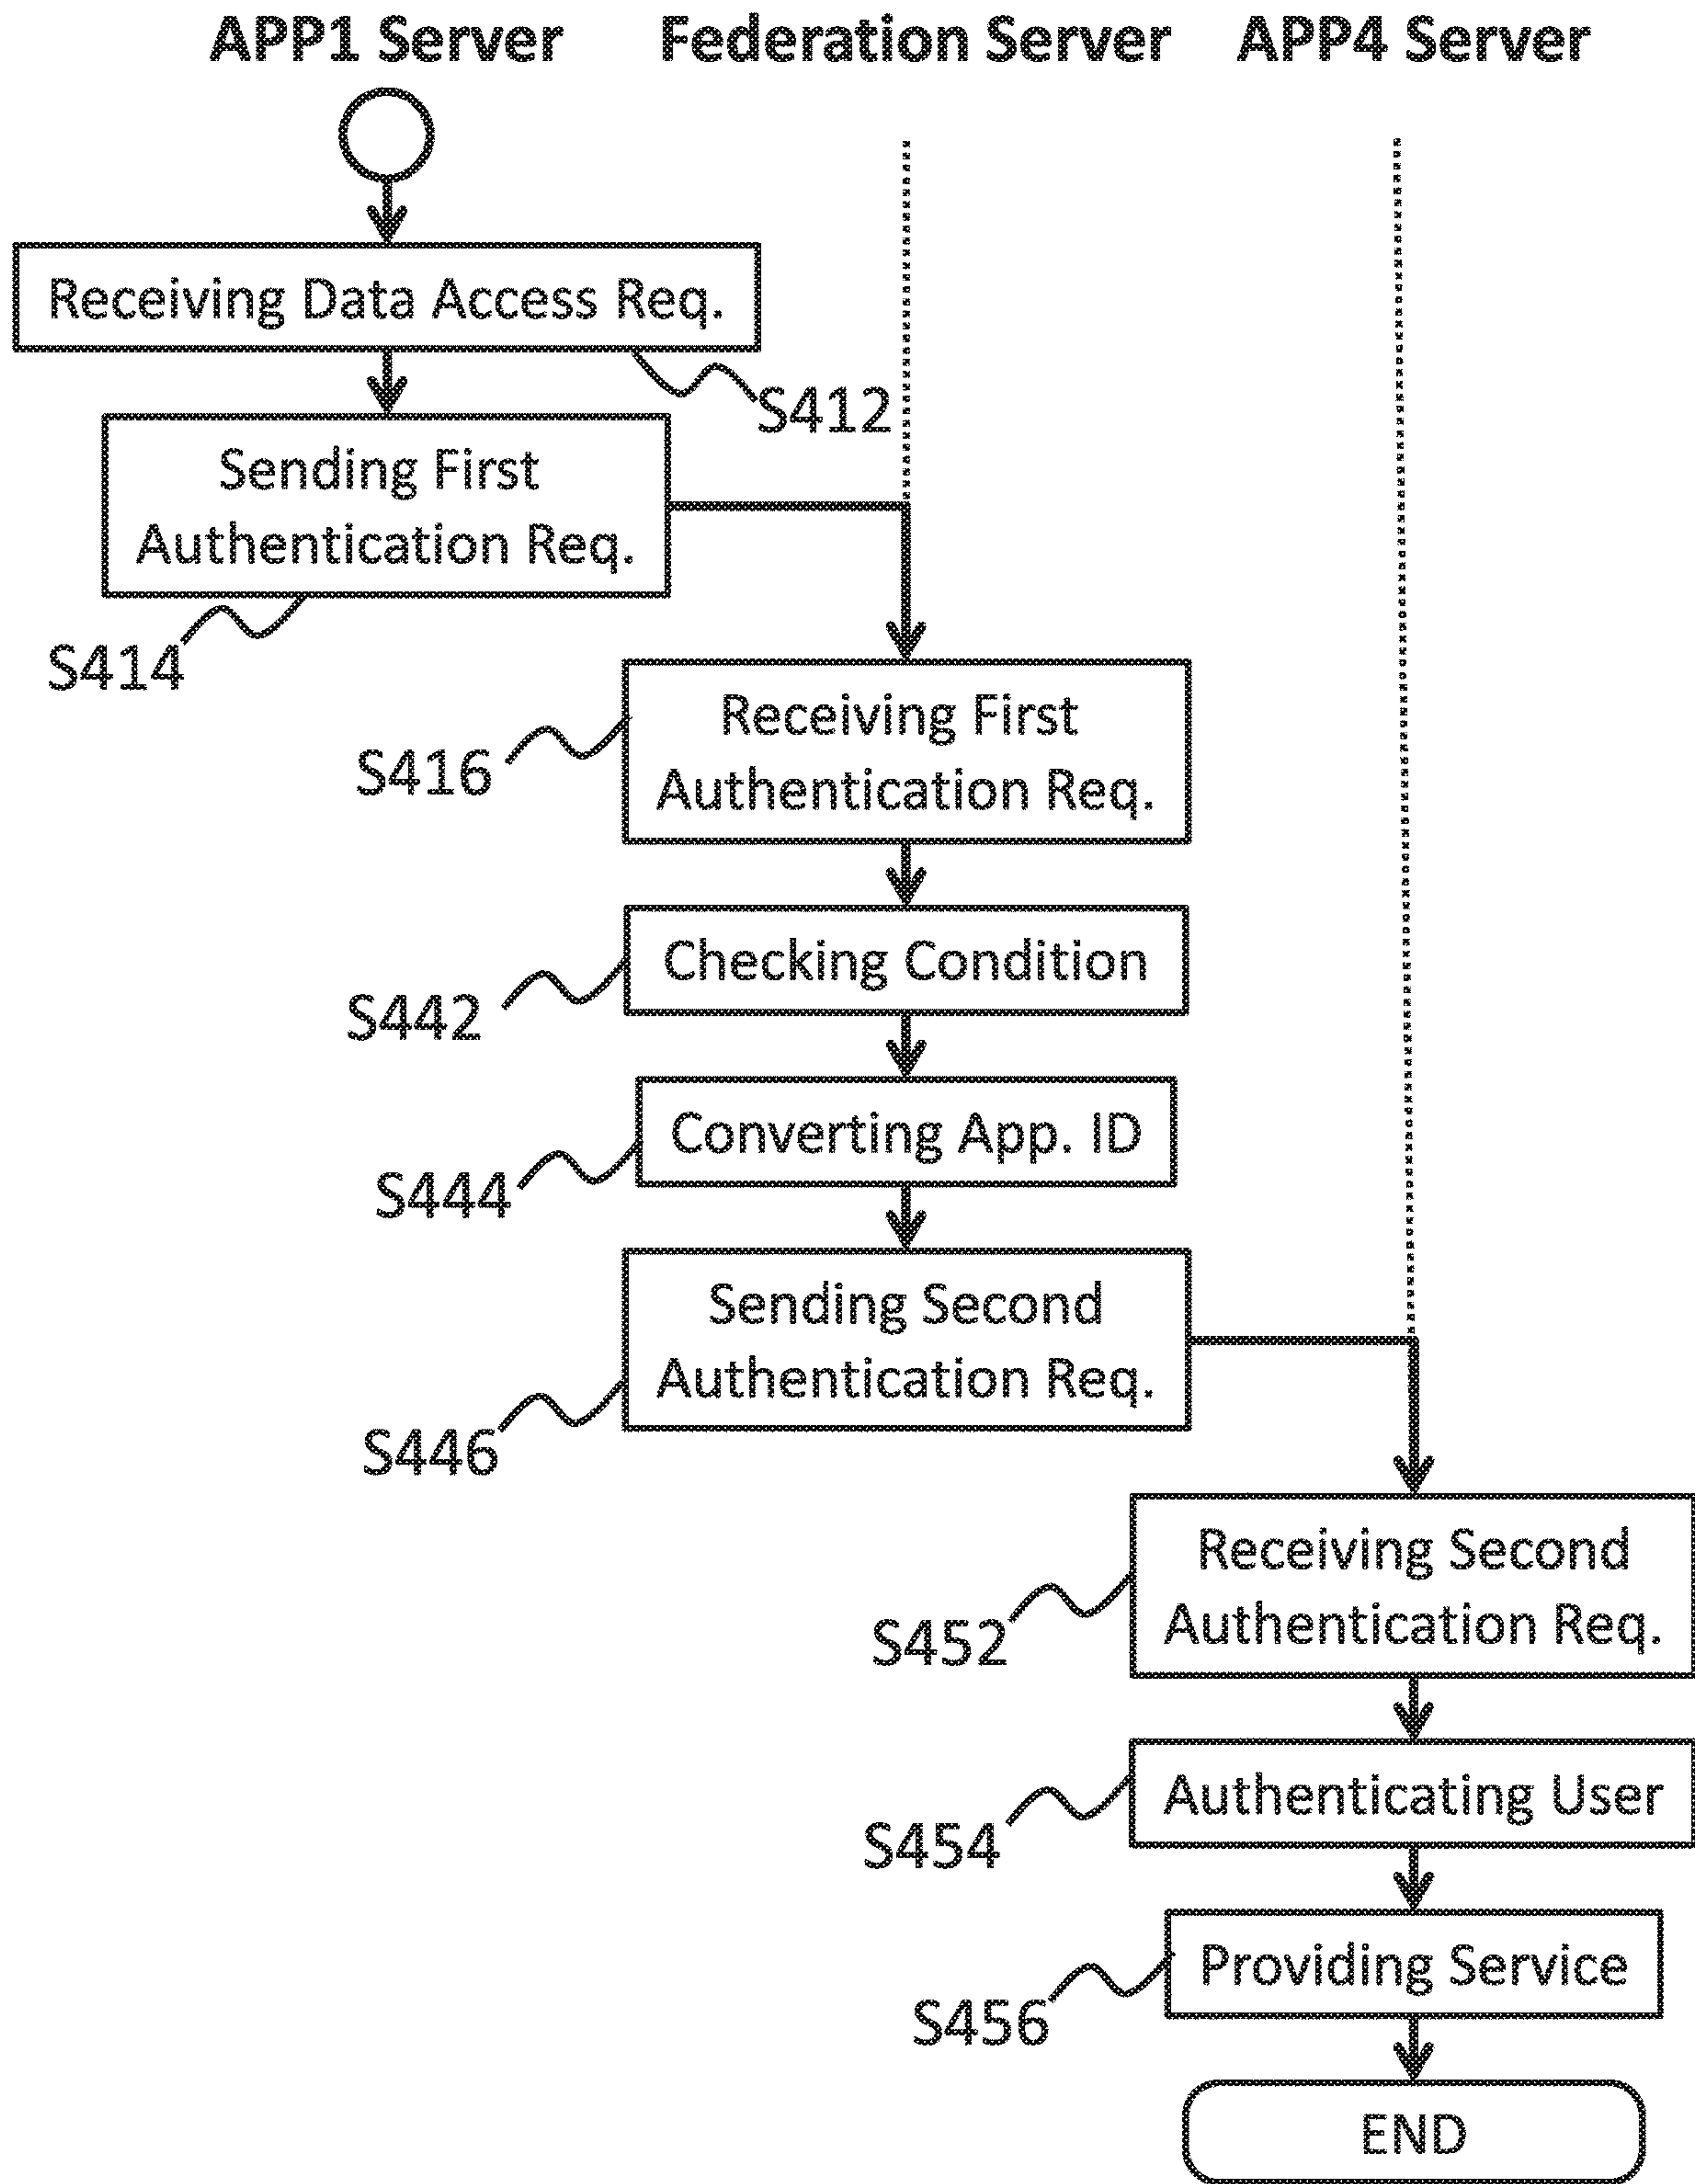 APP1 Server Federation Server APP4 Server
Receiving Data Access Req.
S412
Sending First
Authentication Req.
S414
Receiving First
Authentication Req.
S416
Checking Condition
S442
Converting App. ID
S444
Sending Second
Authentication Req.
S446
Receiving Second
Authentication Req.
S452
Authenticating User
S454
Providing Service
S456
END